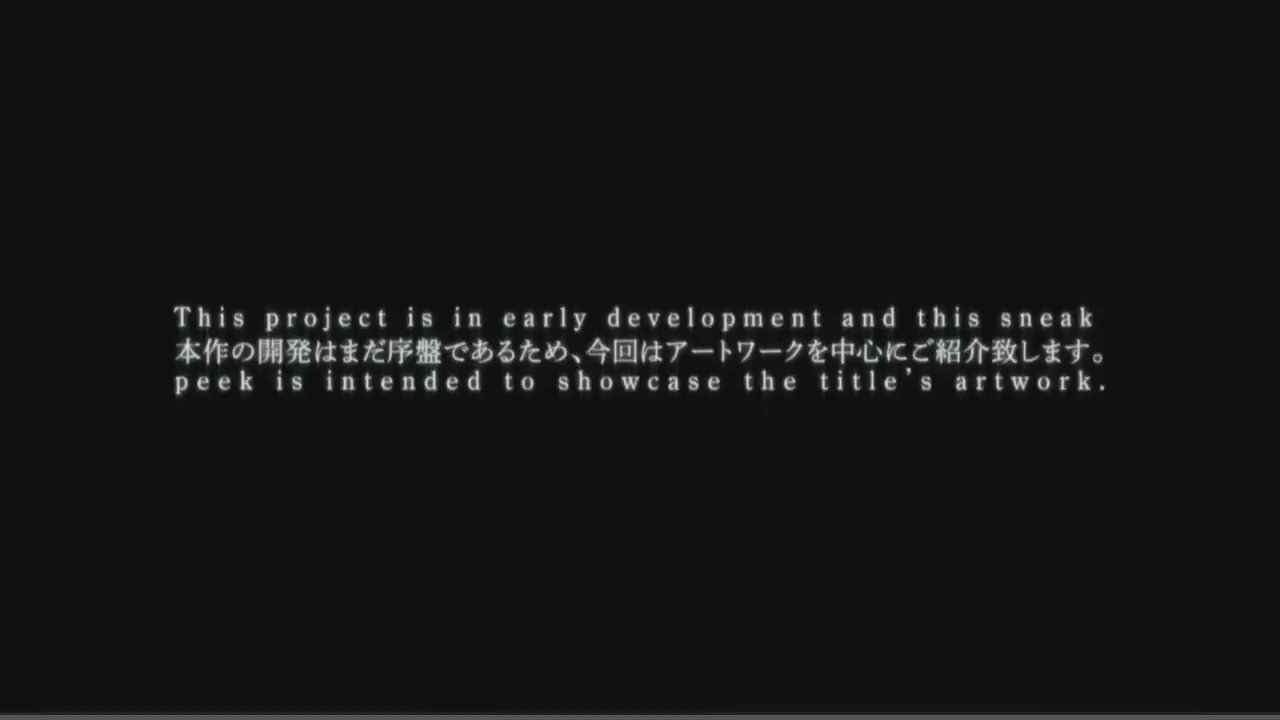 This project is in early development and this sneak
本作の開発はまだ序盤であるため、今回はアートワークを中心にご紹介致します。
peek is intended to showcase the title’s artwork.